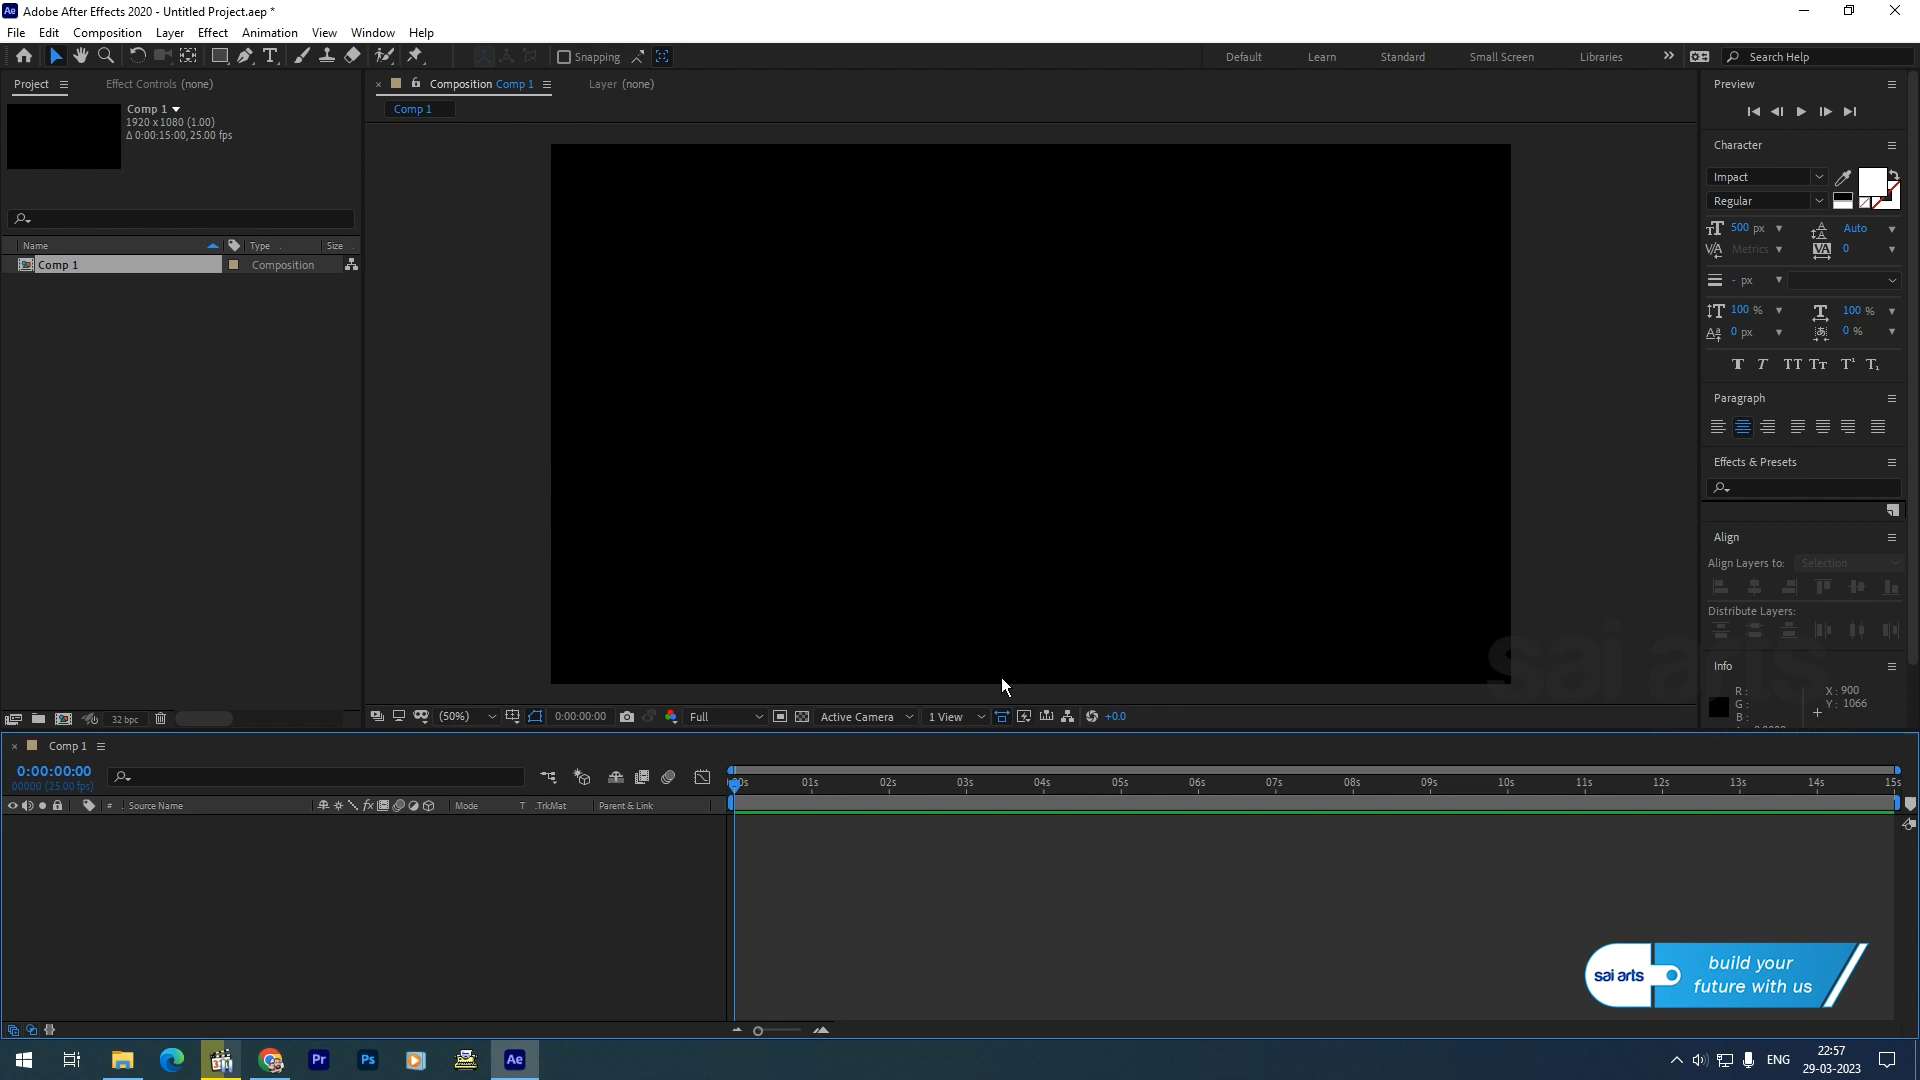 Adobe After Effects 2020 - Untitled Project.aep *
File Edit Composition Layer Effect Animation View Window Help
Snapping
Default Learn Standard Small Screen Libraries
Search Help
Project Effect Controls (none)
Comp 1
1920 x 1080 (1.00)
Δ 0:00:15:00, 25.00 fps
Name Type Size
Comp 1 Composition
32 bpc
Composition Comp 1 Layer (none)
Comp 1
(50%) 0:00:00:00 Full Active Camera 1 View +0.0
Preview
Character
Impact
Regular
500 px Auto
Metrics 0
- px
100 % 100 %
0 px 0 %
Paragraph
Effects & Presets
Align
Align Layers to: Selection
Distribute Layers:
sai arts
Info
R : X : 900
G : Y : 1066
B :
Comp 1
0:00:00:00
00000 (25.00 fps)
# Source Name Mode T .TrkMat Parent & Link
01s 02s 03s 04s 05s 06s 07s 08s 09s 10s 11s 12s 13s 14s 15s
sai arts
build your
future with us
Pr Ps Ae
ENG
22:57
29-03-2023